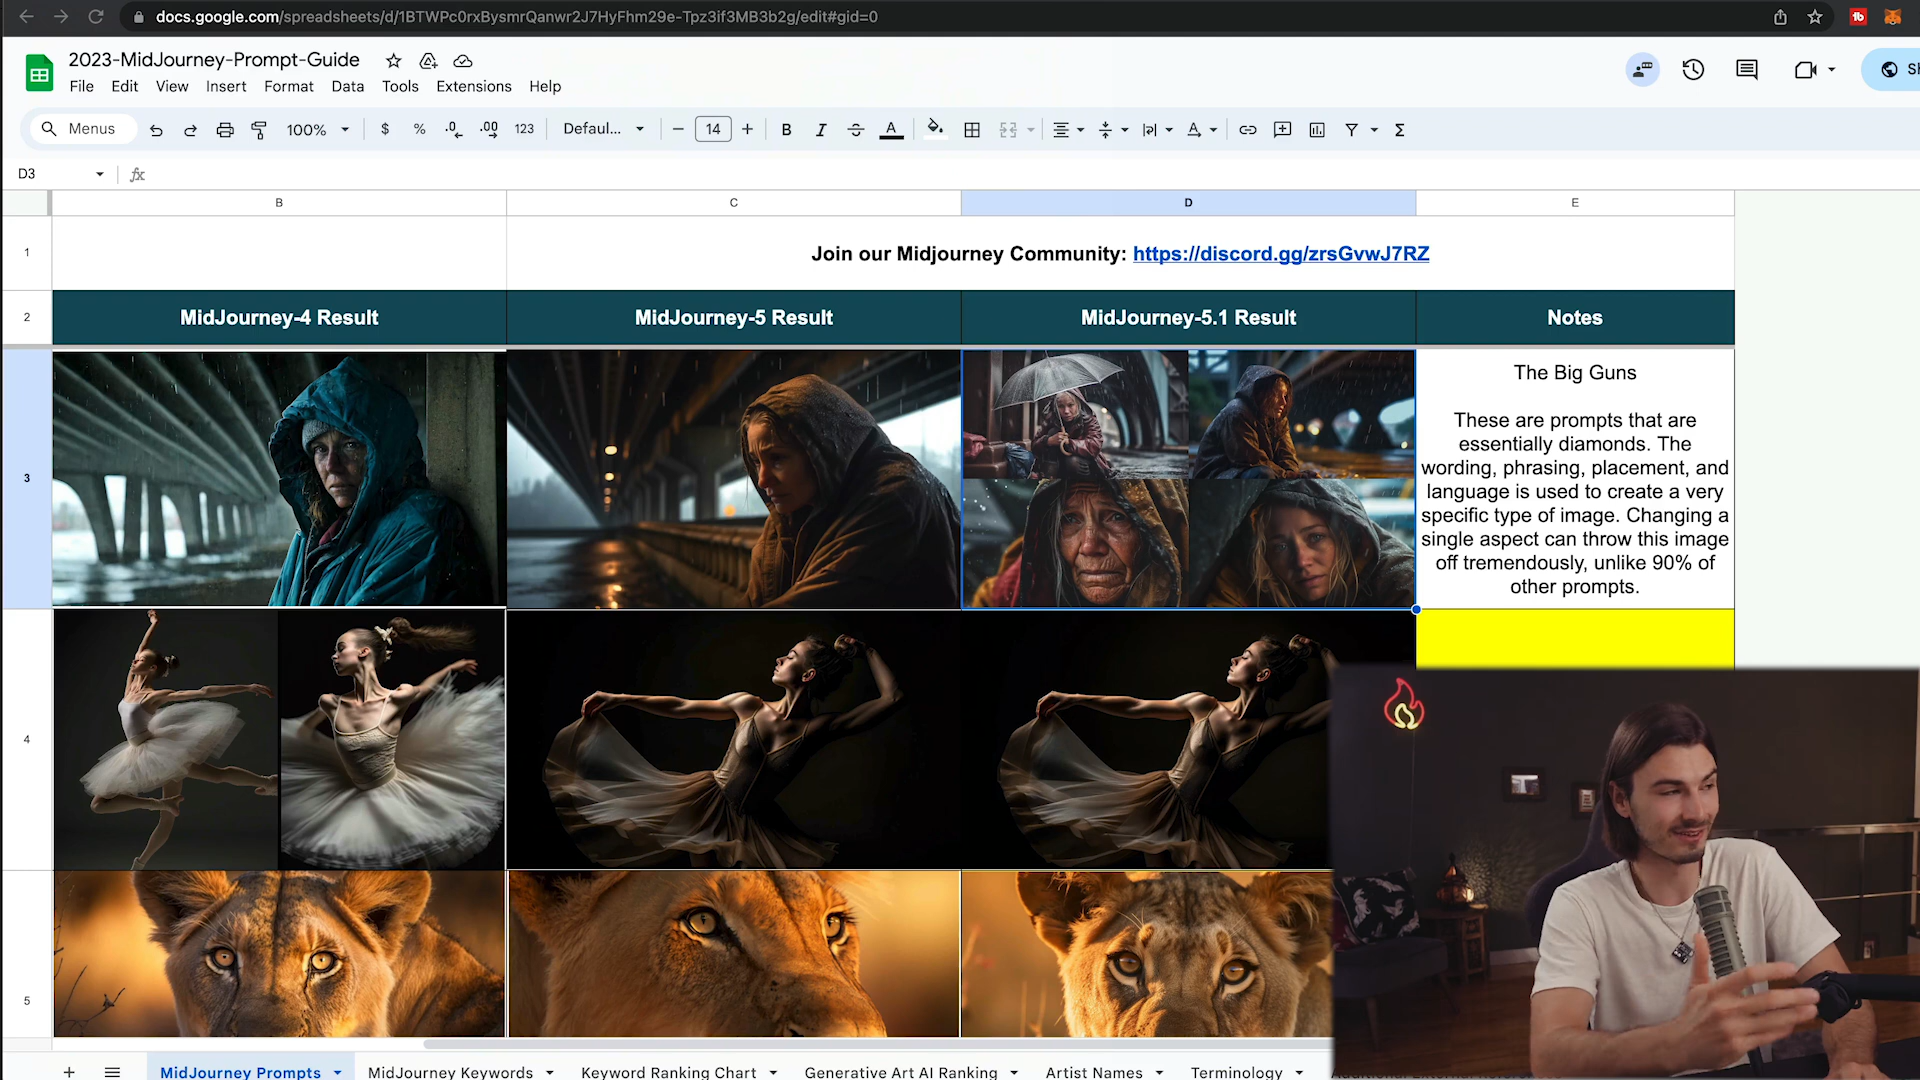 docs.google.com/spreadsheets/d/1BTWPc0rxBysmrQanwr2J7HyFhm29e-Tpz3if3MB3b2g/edit#gid=0
2023-MidJourney-Prompt-Guide
File Edit View Insert Format Data Tools Extensions Help
Menus 100% $ % .0 .00 123 Defaul... 14 B I A
D3 fx
B C D E
1 Join our Midjourney Community: https://discord.gg/zrsGvwJ7RZ
2 MidJourney-4 Result MidJourney-5 Result MidJourney-5.1 Result Notes
3
The Big Guns
These are prompts that are
essentially diamonds. The
wording, phrasing, placement, and
language is used to create a very
specific type of image. Changing a
single aspect can throw this image
off tremendously, unlike 90% of
other prompts.
4
5
MidJourney Prompts MidJourney Keywords Keyword Ranking Chart Generative Art AI Ranking Artist Names Terminology